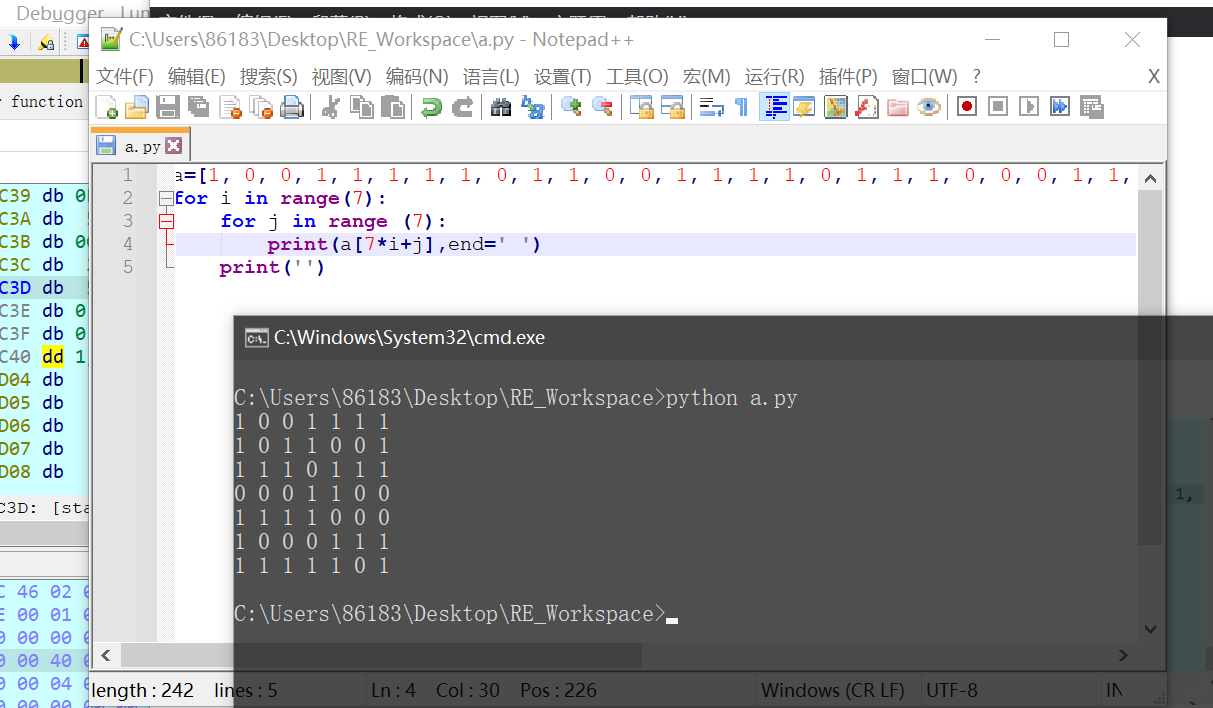 Debugger
C:\Users\86183\Desktop\RE_Workspace\a.py - Notepad++
文件(F) 编辑(E) 搜索(S) 视图(V) 编码(N) 语言(L) 设置(T) 工具(O) 宏(M) 运行(R) 插件(P) 窗口(W) ? X
function
a.py
1 a=[1, 0, 0, 1, 1, 1, 1, 1, 0, 1, 1, 0, 0, 1, 1, 1, 1, 0, 1, 1, 1, 0, 0, 0, 1, 1,
2 for i in range(7):
3 for j in range (7):
4 print(a[7*i+j],end=' ')
5 print('')
C39 db
C3A db
C3B db
C3C db
C3D db
C3E db 0
C3F db 0
C40 dd 1
D04 db
D05 db
D06 db
D07 db
D08 db
C3D: [sta
C 46 02
E 00 01
0 00 00
0 00 40
0 00 04
C:\Windows\System32\cmd.exe
C:\Users\86183\Desktop\RE_Workspace>python a.py
1 0 0 1 1 1 1
1 0 1 1 0 0 1
1 1 1 0 1 1 1
0 0 0 1 1 0 0
1 1 1 1 0 0 0
1 0 0 0 1 1 1
1 1 1 1 1 0 1
C:\Users\86183\Desktop\RE_Workspace>
1,
length : 242 lines : 5 Ln : 4 Col : 30 Pos : 226 Windows (CR LF) UTF-8 IN